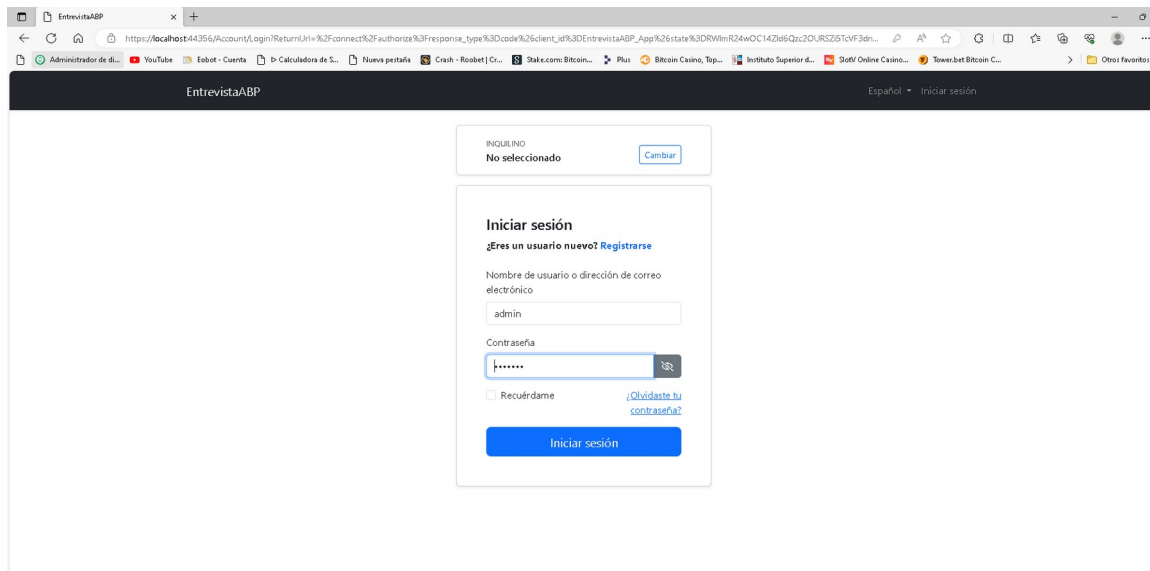 EntrevistaABP
https://localhost:44356/Account/Login?ReturnUrl=%2Fconnect%2Fauthorize%3Fresponse_type%3Dcode%26client_id%3DEntrevistaABP_App%26state%3DRWlmR24wOC14Zld6Qzc2OURSZi5TcVF3dn...
Administrador de di...
YouTube
Eobot - Cuenta
Calculadora de S...
Nueva pestaña
Crash - Roobet | Cr...
Stake.com: Bitcoin...
Plus
Bitcoin Casino, Top...
Instituto Superior d...
SlotV Online Casino...
Tower.bet Bitcoin C...
Otros favoritos
EntrevistaABP
Español
Iniciar sesión
INQUILINO
No seleccionado
Cambiar
Iniciar sesión
¿Eres un usuario nuevo? Registrarse
Nombre de usuario o dirección de correo
electrónico
admin
Contraseña
•••••••
Recuérdame
¿Olvidaste tu
contraseña?
Iniciar sesión